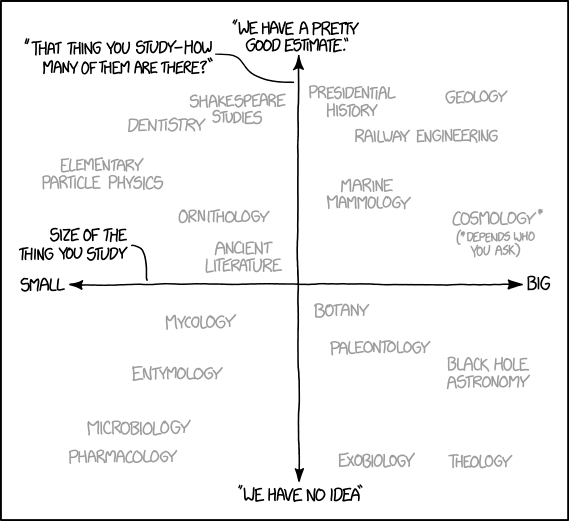 "WE HAVE A PRETTY
GOOD ESTIMATE."
"THAT THING YOU STUDY—HOW
MANY OF THEM ARE THERE?"
SHAKESPEARE
STUDIES
PRESIDENTIAL
HISTORY
GEOLOGY
DENTISTRY
RAILWAY ENGINEERING
ELEMENTARY
PARTICLE PHYSICS
MARINE
MAMMOLOGY
ORNITHOLOGY
COSMOLOGY*
(*DEPENDS WHO
YOU ASK)
SIZE OF THE
THING YOU STUDY
ANCIENT
LITERATURE
SMALL
BIG
MYCOLOGY
BOTANY
PALEONTOLOGY
ENTYMOLOGY
BLACK HOLE
ASTRONOMY
MICROBIOLOGY
PHARMACOLOGY
EXOBIOLOGY
THEOLOGY
"WE HAVE NO IDEA"